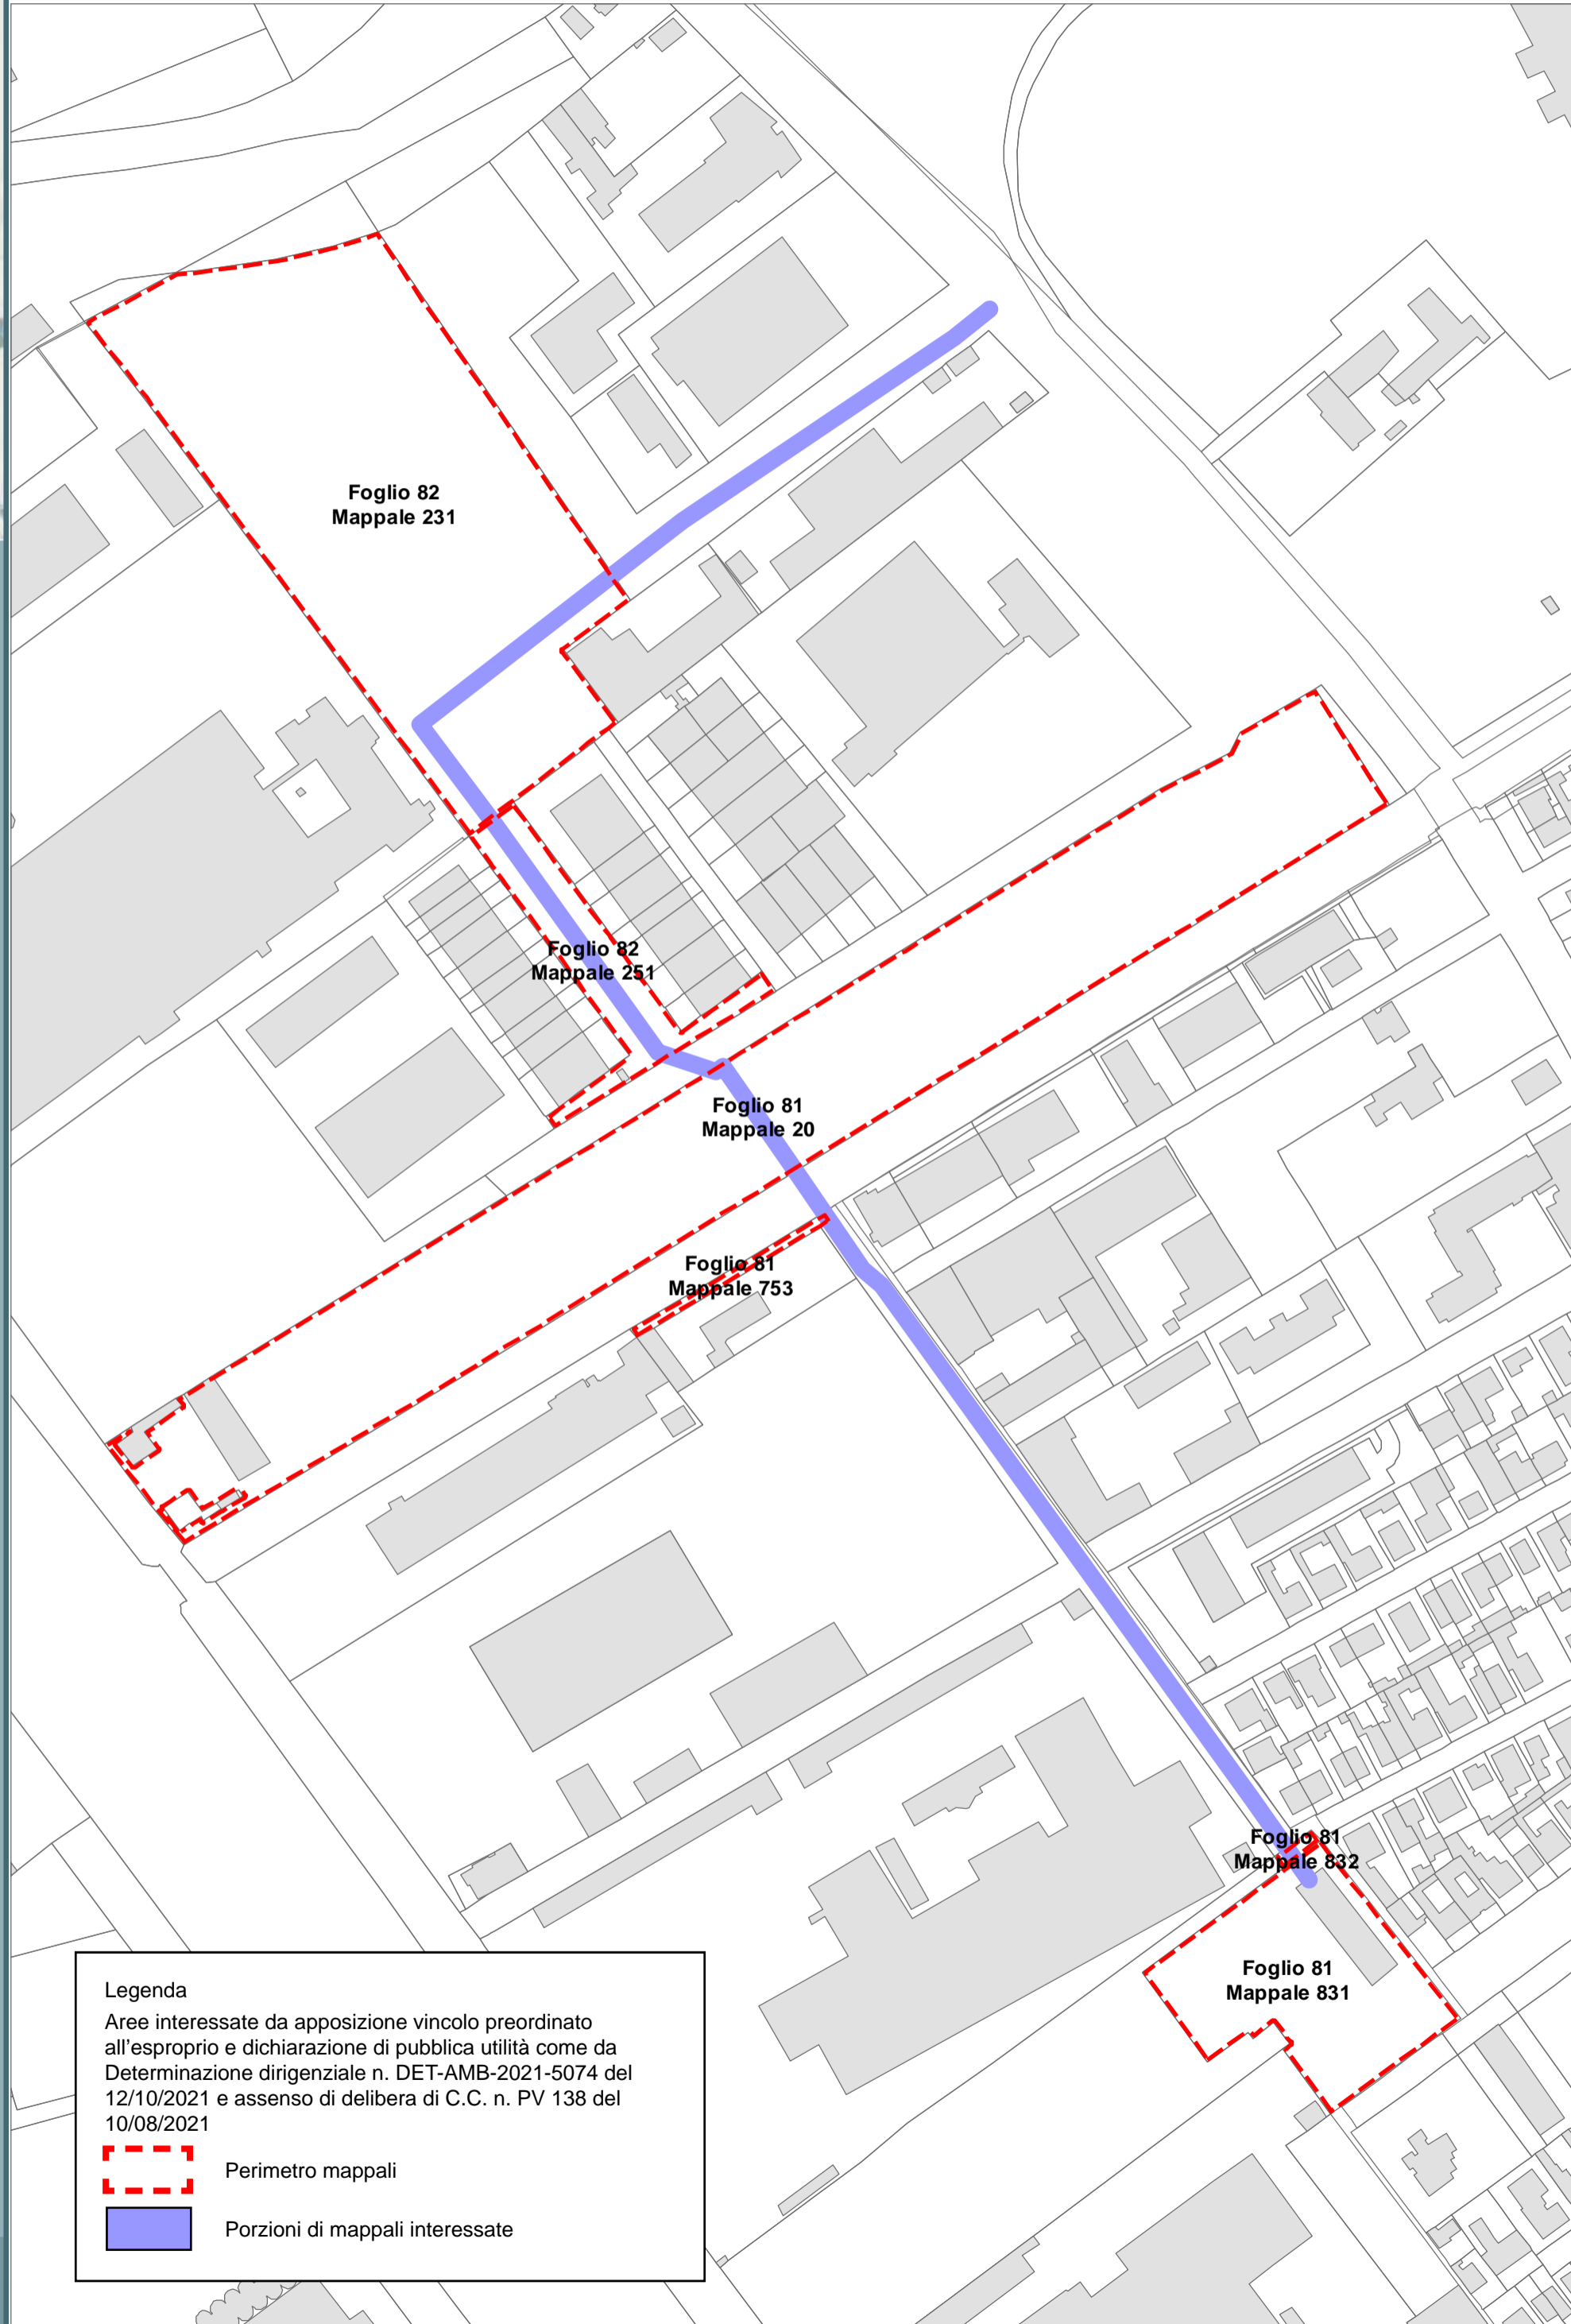 Foglio 82
Mappale 231
Foglio 82
Mappale 251
Foglio 81
Mappale 20
Foglio 81
Mappale 753
Foglio 81
Mappale 832
Foglio 81
Mappale 831
Legenda
Aree interessate da apposizione vincolo preordinato
all'esproprio e dichiarazione di pubblica utilità come da
Determinazione dirigenziale n. DET-AMB-2021-5074 del
12/10/2021 e assenso di delibera di C.C. n. PV 138 del
10/08/2021
Perimetro mappali
Porzioni di mappali interessate